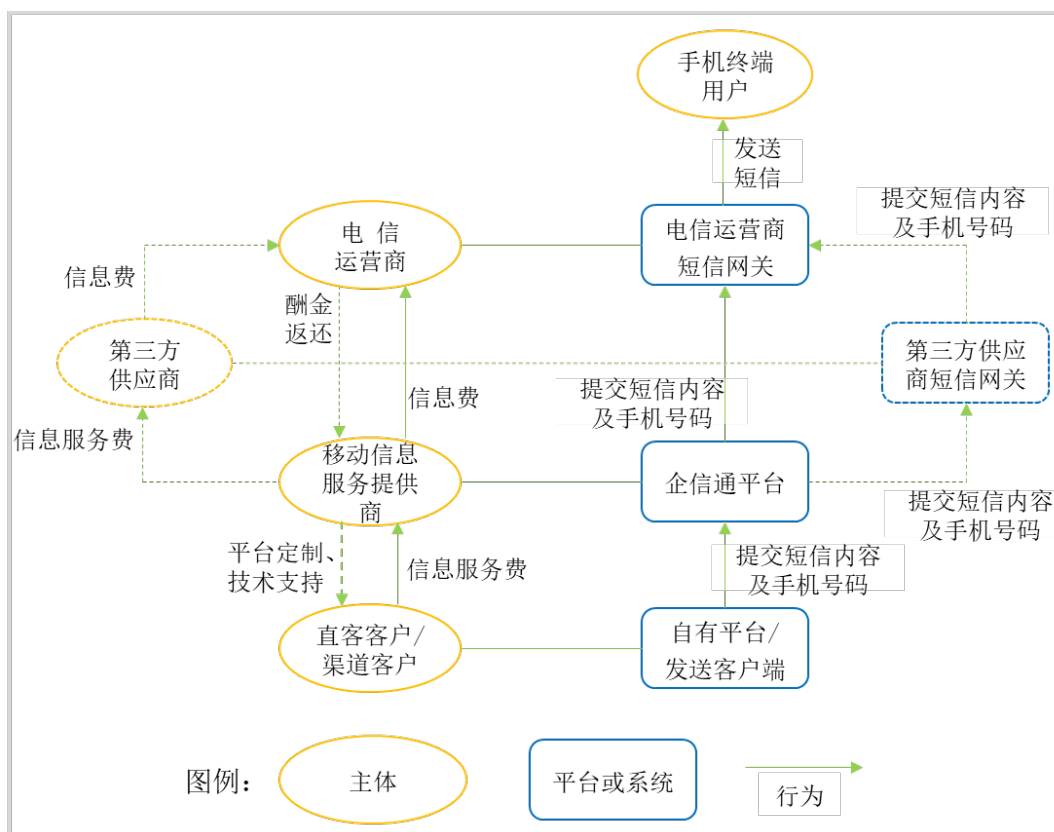 手机终端
用户
发送
短信
提交短信内容
及手机号码
电 信
运营商
电信运营商
短信网关
信息费
酬金
返还
第三方
供应商
第三方供应
商短信网关
提交短信内容
及手机号码
信息费
信息服务费
移动信息
服务提供
商
企信通平台
提交短信内容
及手机号码
平台定制、
技术支持
信息服务费
提交短信内容
及手机号码
直客客户/
渠道客户
自有平台/
发送客户端
图例：
主体
平台或系统
行为